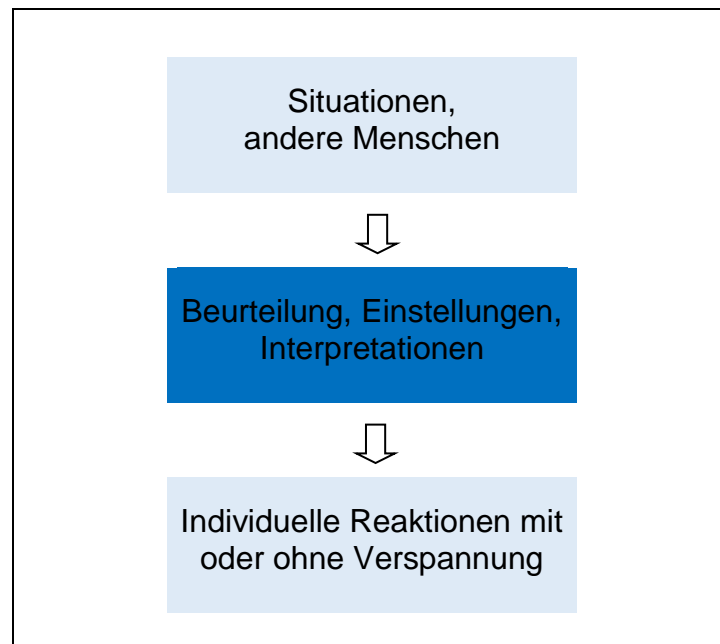 Situationen,
andere Menschen
Beurteilung, Einstellungen,
Interpretationen
Individuelle Reaktionen mit
oder ohne Verspannung